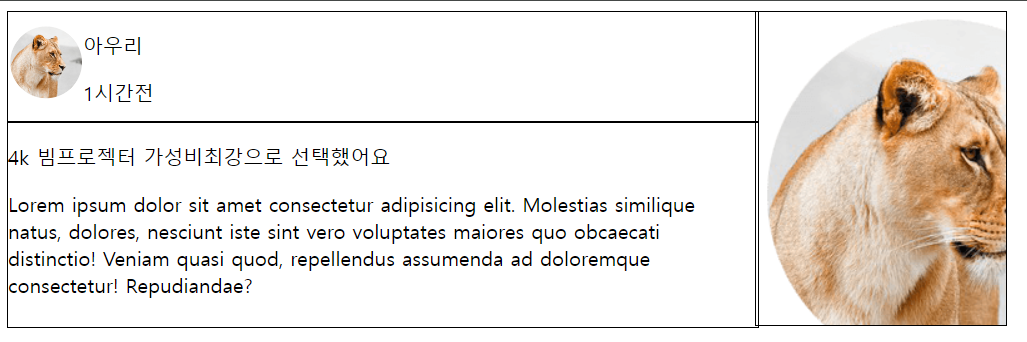 아우리
1시간전
4k 빔프로젝터 가성비최강으로 선택했어요
Lorem ipsum dolor sit amet consectetur adipisicing elit. Molestias similique
natus, dolores, nesciunt iste sint vero voluptates maiores quo obcaecati
distinctio! Veniam quasi quod, repellendus assumenda ad doloremque
consectetur! Repudiandae?